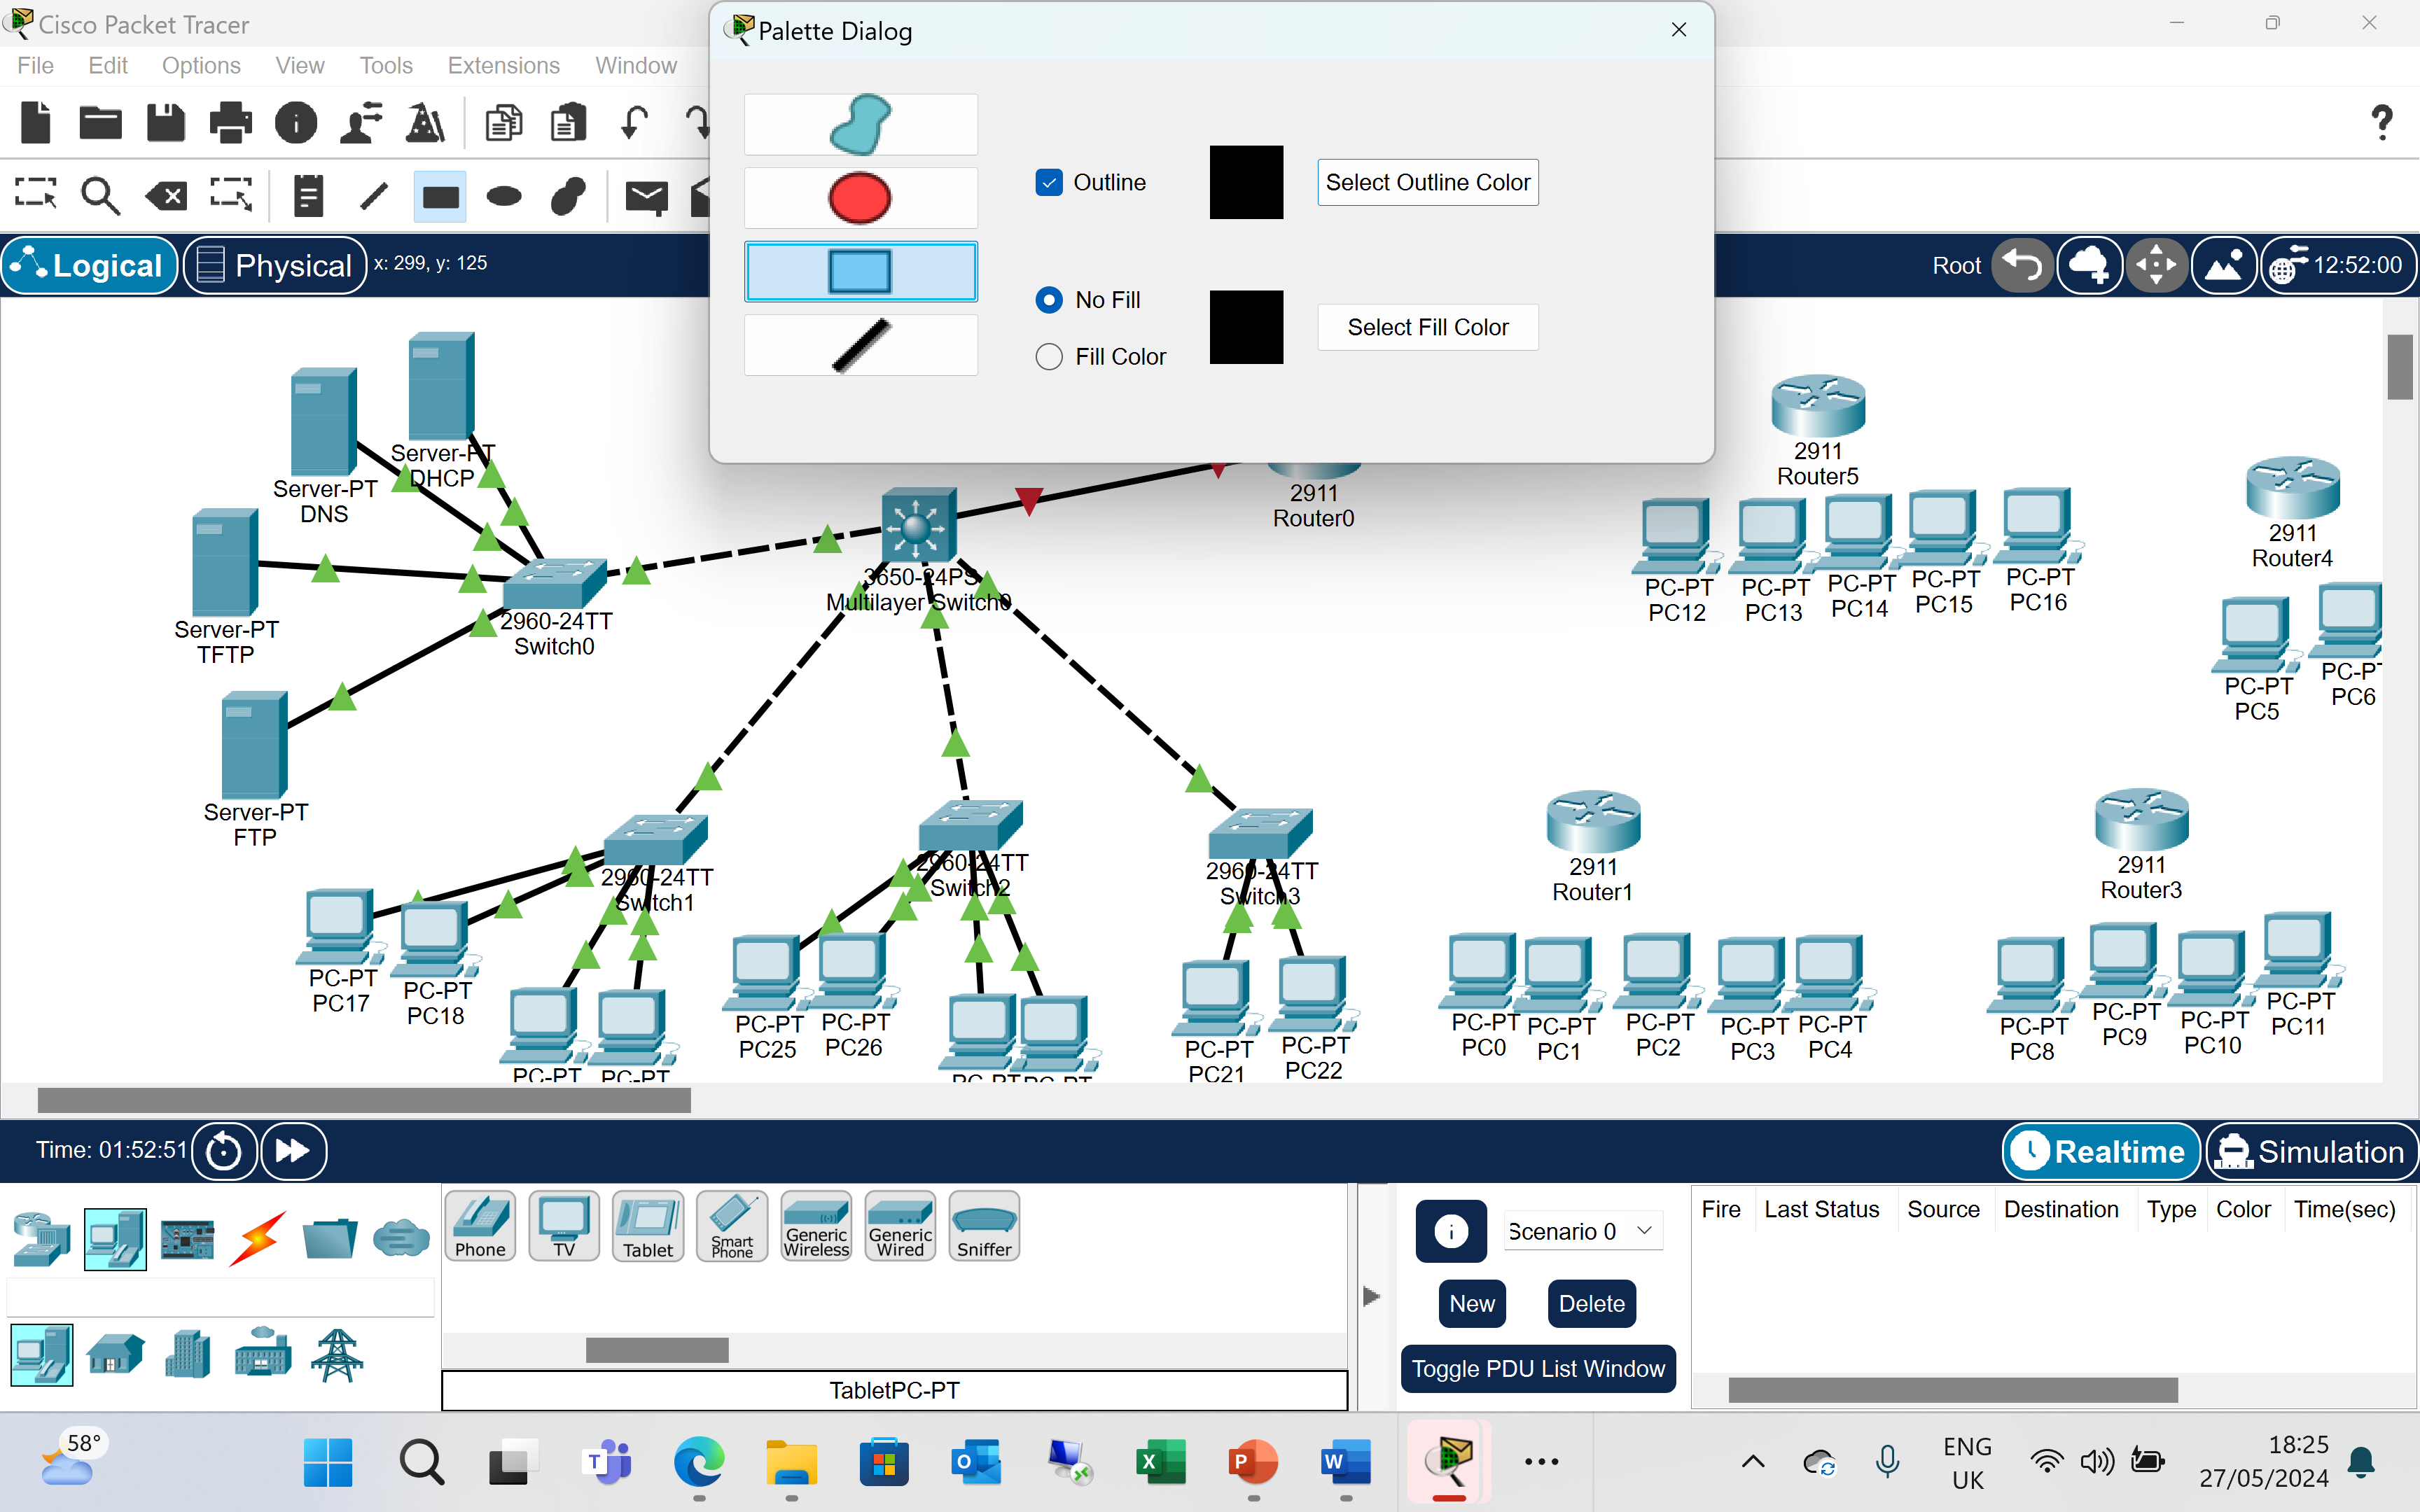 Cisco Packet Tracer
Palette Dialog
File Edit Options View Tools Extensions Window
Outline
Select Outline Color
No Fill
Fill Color
Select Fill Color
Logical
Physical
x: 299, y: 125
Root
12:52:00
Server-PT
DHCP
Server-PT
DNS
Server-PT
TFTP
Server-PT
FTP
2960-24TT
Switch0
3650-24PS
Multilayer Switch0
2911
Router0
2911
Router5
2911
Router4
PC-PT
PC12
PC-PT
PC13
PC-PT
PC14
PC-PT
PC15
PC-PT
PC16
PC-PT
PC5
PC-P
PC6
2960-24TT
Switch1
2960-24TT
Switch2
2960-24TT
Switch3
2911
Router1
2911
Router3
PC-PT
PC17
PC-PT
PC18
PC-PT
PC-PT
PC-PT
PC25
PC-PT
PC26
PC-PT
PC-PT
PC-PT
PC21
PC-PT
PC22
PC-PT
PC0
PC-PT
PC1
PC-PT
PC2
PC-PT
PC3
PC-PT
PC4
PC-PT
PC8
PC-PT
PC9
PC-PT
PC10
PC-PT
PC11
Time: 01:52:51
Realtime
Simulation
Phone
TV
Tablet
Smart
Phone
Generic
Wireless
Generic
Wired
Sniffer
TabletPC-PT
Scenario 0
New
Delete
Toggle PDU List Window
Fire Last Status Source Destination Type Color Time(sec)
58°
ENG
UK
18:25
27/05/2024